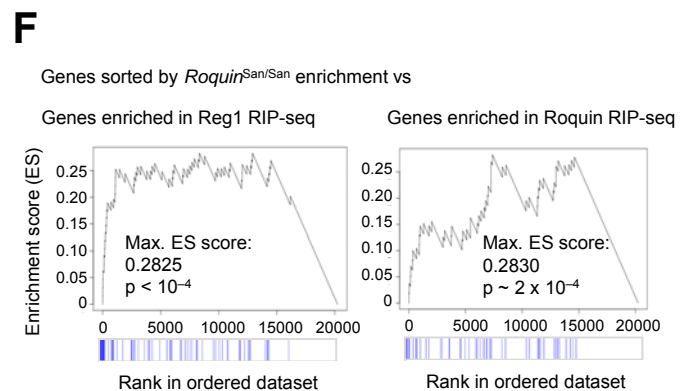 F
Genes sorted by Roquin^San/San enrichment vs
Genes enriched in Reg1 RIP-seq
Genes enriched in Roquin RIP-seq
Enrichment score (ES)
0.25
0.20
0.15
0.10
0.05
0
Max. ES score:
0.2825
p < 10^–4
0 5000 10000 15000 20000
Rank in ordered dataset
0.25
0.20
0.15
0.10
0.05
0
Max. ES score:
0.2830
p ~ 2 x 10^–4
0 5000 10000 15000 20000
Rank in ordered dataset